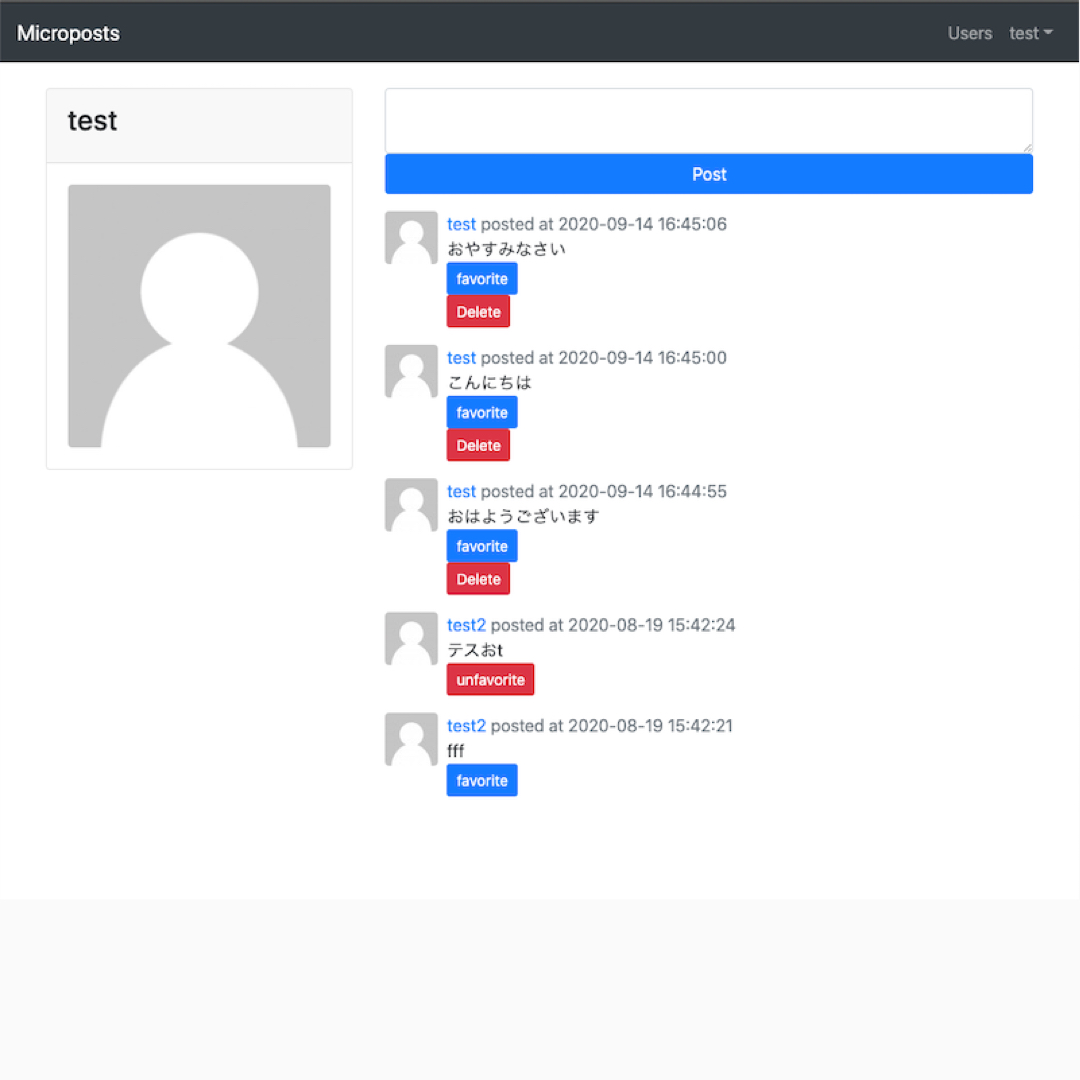 Microposts
Users test
test
Post
test posted at 2020-09-14 16:45:06
おやすみなさい
favorite
Delete
test posted at 2020-09-14 16:45:00
こんにちは
favorite
Delete
test posted at 2020-09-14 16:44:55
おはようございます
favorite
Delete
test2 posted at 2020-08-19 15:42:24
テスおt
unfavorite
test2 posted at 2020-08-19 15:42:21
fff
favorite